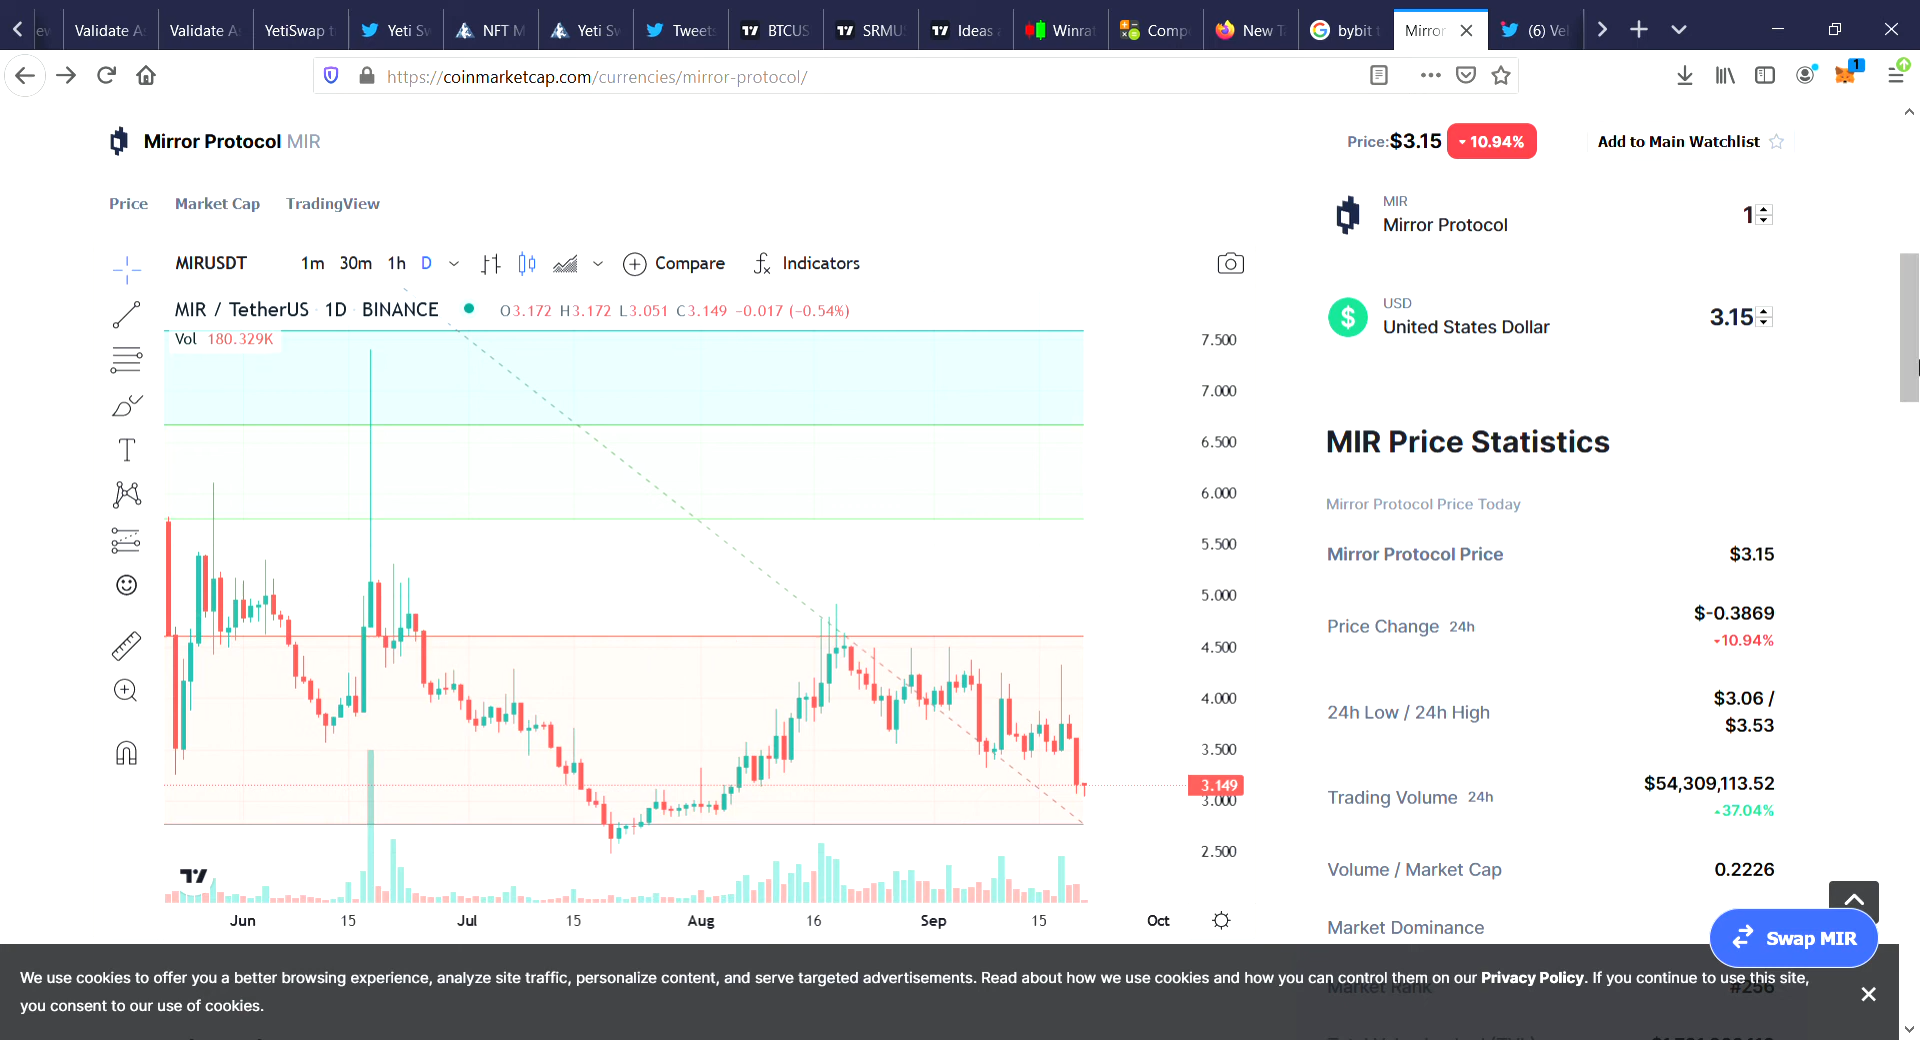 Validate A
Validate A
YetiSwap t
Yeti Sw
NFT M
Yeti Sw
Tweets
BTCUS
SRMU
Ideas a
Winrat
Comp
New T
bybit t
Mirror
(6) Vel
https://coinmarketcap.com/currencies/mirror-protocol/
1
Mirror Protocol MIR
Price:$3.15 10.94%
Add to Main Watchlist
Price Market Cap TradingView
MIR
Mirror Protocol
1
MIRUSDT 1m 30m 1h D Compare Indicators
MIR / TetherUS 1D BINANCE O3.172 H3.172 L3.051 C3.149 -0.017 (-0.54%)
Vol 180.329K
USD
United States Dollar
3.15
7.500
7.000
6.500
6.000
5.500
5.000
4.500
4.000
3.500
3.149
3.000
2.500
Jun 15 Jul 15 Aug 16 Sep 15 Oct
MIR Price Statistics
Mirror Protocol Price Today
Mirror Protocol Price $3.15
Price Change 24h $-0.3869
10.94%
24h Low / 24h High $3.06 /
$3.53
Trading Volume 24h $54,309,113.52
37.04%
Volume / Market Cap 0.2226
Market Dominance
Swap MIR
Market Rank #256
We use cookies to offer you a better browsing experience, analyze site traffic, personalize content, and serve targeted advertisements. Read about how we use cookies and how you can control them on our Privacy Policy. If you continue to use this site,
you consent to our use of cookies.